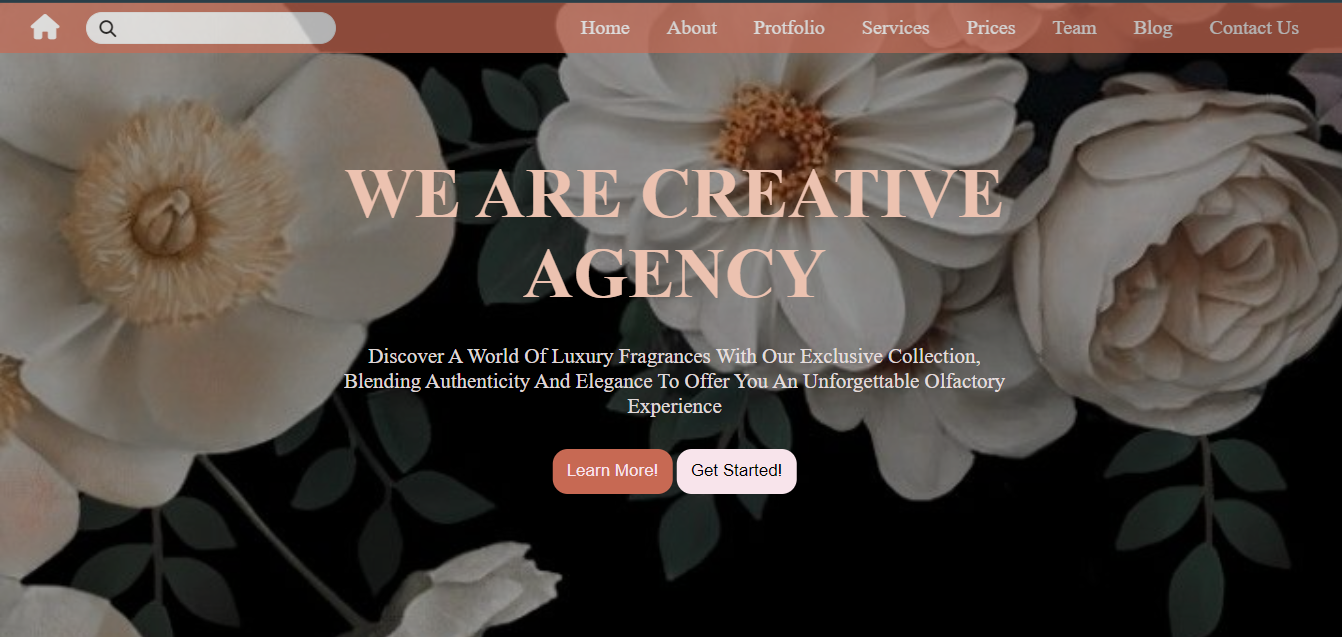 Home About Protfolio Services Prices Team Blog Contact Us
WE ARE CREATIVE
AGENCY
Discover A World Of Luxury Fragrances With Our Exclusive Collection,
Blending Authenticity And Elegance To Offer You An Unforgettable Olfactory
Experience
Learn More! Get Started!